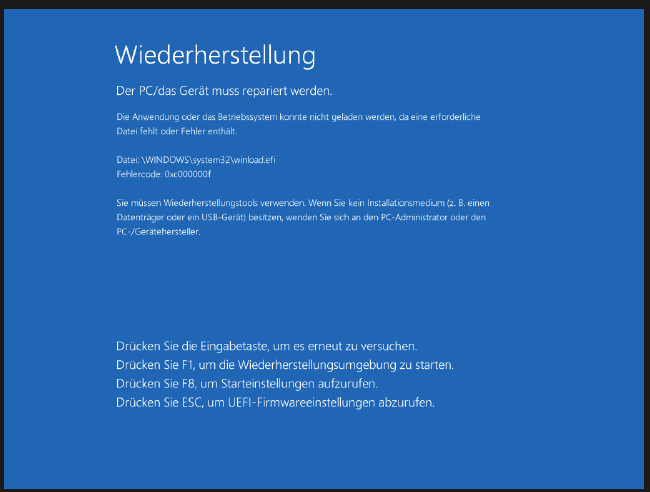 Wiederherstellung
Der PC/das Gerät muss repariert werden.
Die Anwendung oder das Betriebssystem konnte nicht geladen werden, da eine erforderliche
Datei fehlt oder Fehler enthält.
Datei: \WINDOWS\system32\winload.efi
Fehlercode: 0xc000000f
Sie müssen Wiederherstellungstools verwenden. Wenn Sie kein Installationsmedium (z. B. einen
Datenträger oder ein USB-Gerät) besitzen, wenden Sie sich an den PC-Administrator oder den
PC-/Gerätehersteller.
Drücken Sie die Eingabetaste, um es erneut zu versuchen.
Drücken Sie F1, um die Wiederherstellungsumgebung zu starten.
Drücken Sie F8, um Starteinstellungen aufzurufen.
Drücken Sie ESC, um UEFI-Firmwareeinstellungen abzurufen.